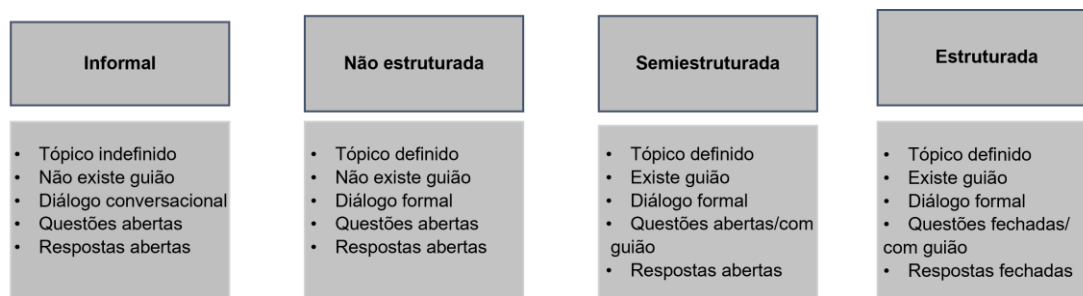 Informal
• Tópico indefinido
• Não existe guião
• Diálogo conversacional
• Questões abertas
• Respostas abertas
Não estruturada
• Tópico definido
• Não existe guião
• Diálogo formal
• Questões abertas
• Respostas abertas
Semiestruturada
• Tópico definido
• Existe guião
• Diálogo formal
• Questões abertas/com
guião
• Respostas abertas
Estruturada
• Tópico definido
• Existe guião
• Diálogo formal
• Questões fechadas/
com guião
• Respostas fechadas